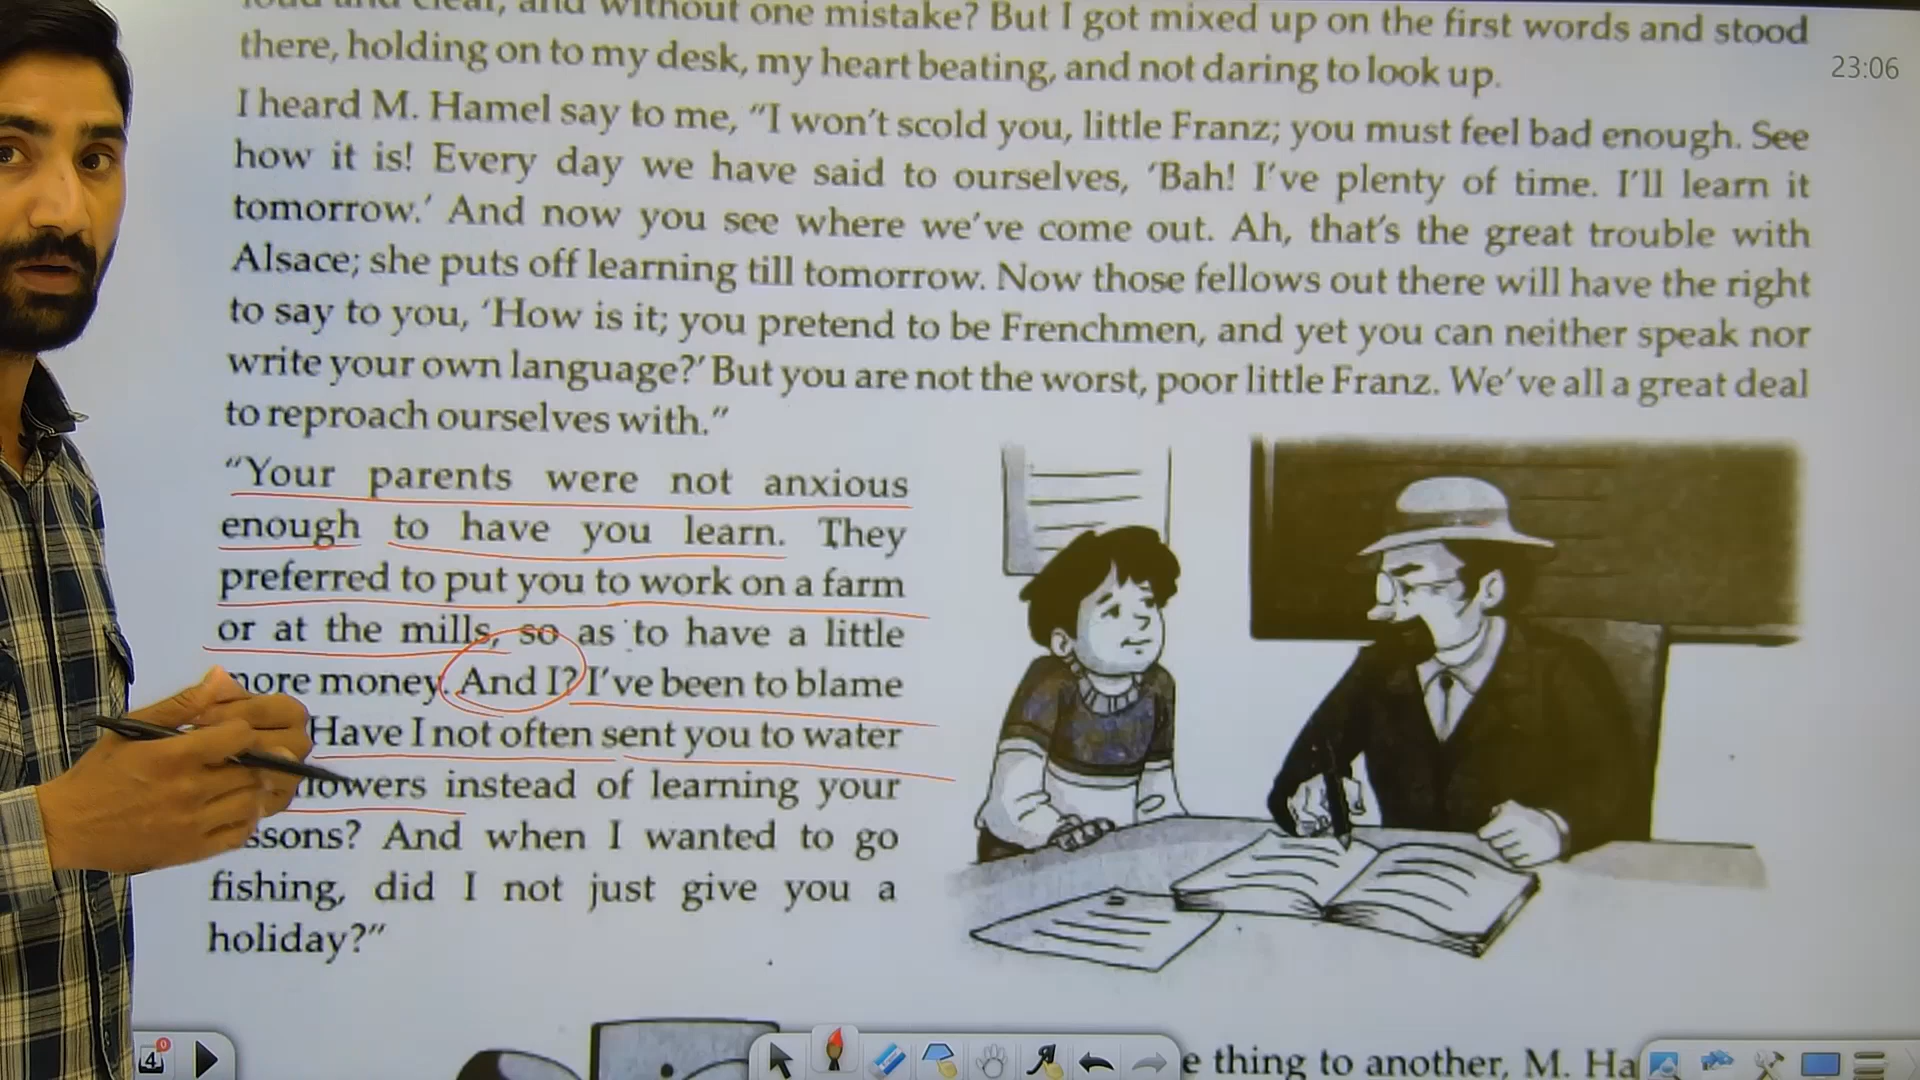 loud and clear, and without one mistake? But I got mixed up on the first words and stood
there, holding on to my desk, my heart beating, and not daring to look up.
23:06
I heard M. Hamel say to me, “I won’t scold you, little Franz; you must feel bad enough. See
how it is! Every day we have said to ourselves, ‘Bah! I’ve plenty of time. I’ll learn it
tomorrow.’ And now you see where we’ve come out. Ah, that’s the great trouble with
Alsace; she puts off learning till tomorrow. Now those fellows out there will have the right
to say to you, ‘How is it; you pretend to be Frenchmen, and yet you can neither speak nor
write your own language?’ But you are not the worst, poor little Franz. We’ve all a great deal
to reproach ourselves with.”
“Your parents were not anxious
enough to have you learn. They
preferred to put you to work on a farm
or at the mills, so as to have a little
more money. And I? I’ve been to blame
Have I not often sent you to water
flowers instead of learning your
lessons? And when I wanted to go
fishing, did I not just give you a
holiday?”
e thing to another, M. Ha
4
0